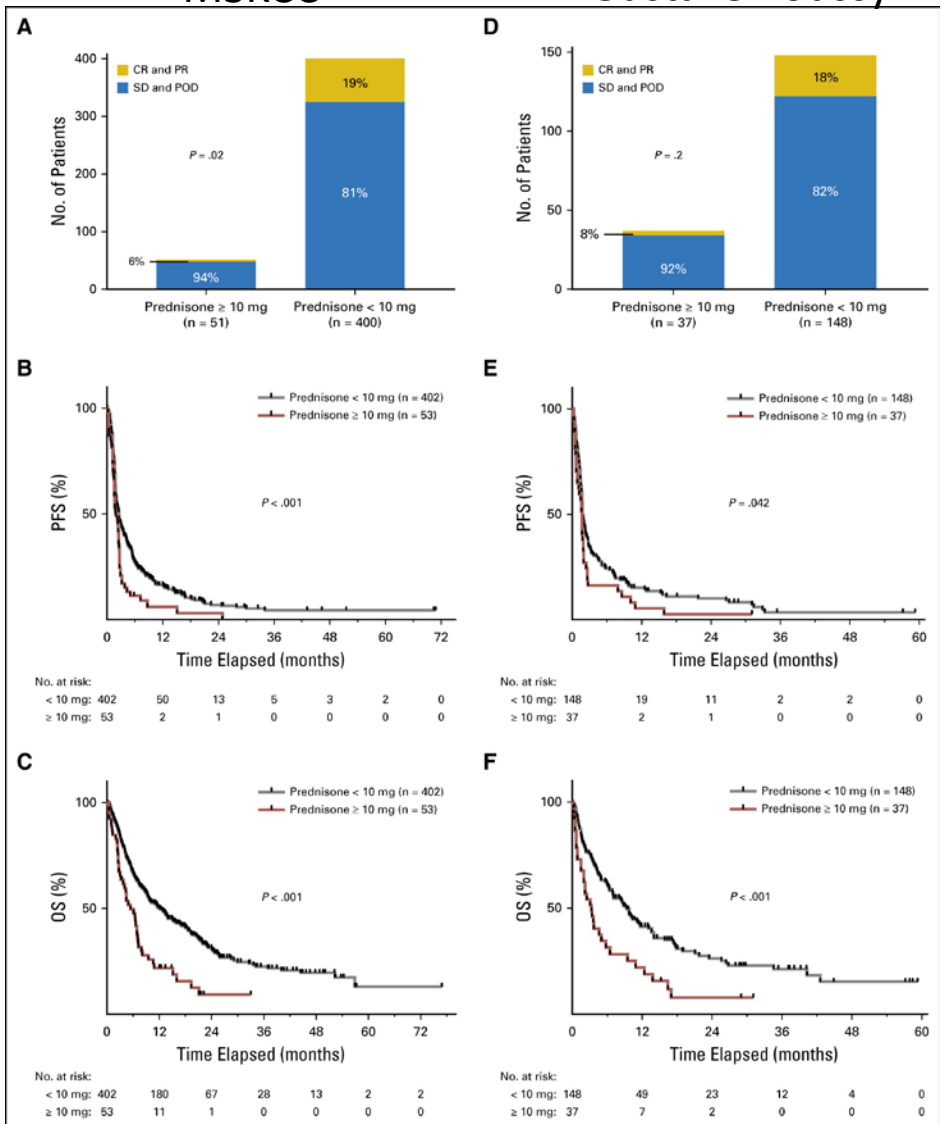 MSKCC
Gustave Roussy
A
No. of Patients
400
300
200
100
0
CR and PR
SD and POD
P = .02
19%
81%
6%
94%
Prednisone ≥ 10 mg
(n = 51)
Prednisone < 10 mg
(n = 400)
D
No. of Patients
150
100
50
0
CR and PR
SD and POD
P = .2
18%
82%
8%
92%
Prednisone ≥ 10 mg
(n = 37)
Prednisone < 10 mg
(n = 148)
B
PFS (%)
100
50
Prednisone < 10 mg (n = 402)
Prednisone ≥ 10 mg (n = 53)
P < .001
0 12 24 36 48 60 72
Time Elapsed (months)
No. at risk:
< 10 mg: 402 50 13 5 3 2 0
≥ 10 mg: 53 2 1 0 0 0 0
E
PFS (%)
100
50
Prednisone < 10 mg (n = 148)
Prednisone ≥ 10 mg (n = 37)
P = .042
0 12 24 36 48 60
Time Elapsed (months)
No. at risk:
< 10 mg: 148 19 11 2 2 0
≥ 10 mg: 37 2 1 0 0 0
C
OS (%)
100
50
Prednisone < 10 mg (n = 402)
Prednisone ≥ 10 mg (n = 53)
P < .001
0 12 24 36 48 60 72
Time Elapsed (months)
No. at risk:
< 10 mg: 402 180 67 28 13 2 2
≥ 10 mg: 53 11 1 0 0 0 0
F
OS (%)
100
50
Prednisone < 10 mg (n = 148)
Prednisone ≥ 10 mg (n = 37)
P < .001
0 12 24 36 48 60
Time Elapsed (months)
No. at risk:
< 10 mg: 148 49 23 12 4 0
≥ 10 mg: 37 7 2 0 0 0